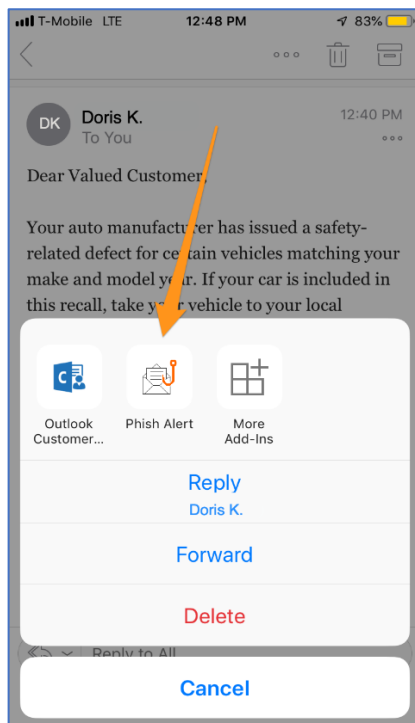 T-Mobile LTE 12:48 PM 83%
DK Doris K. 12:40 PM
To You
Dear Valued Customer,
Your auto manufacturer has issued a safety-
related defect for certain vehicles matching your
make and model year. If your car is included in
this recall, take your vehicle to your local
Outlook Customer... Phish Alert More Add-Ins
Reply
Doris K.
Forward
Delete
Reply to All
Cancel